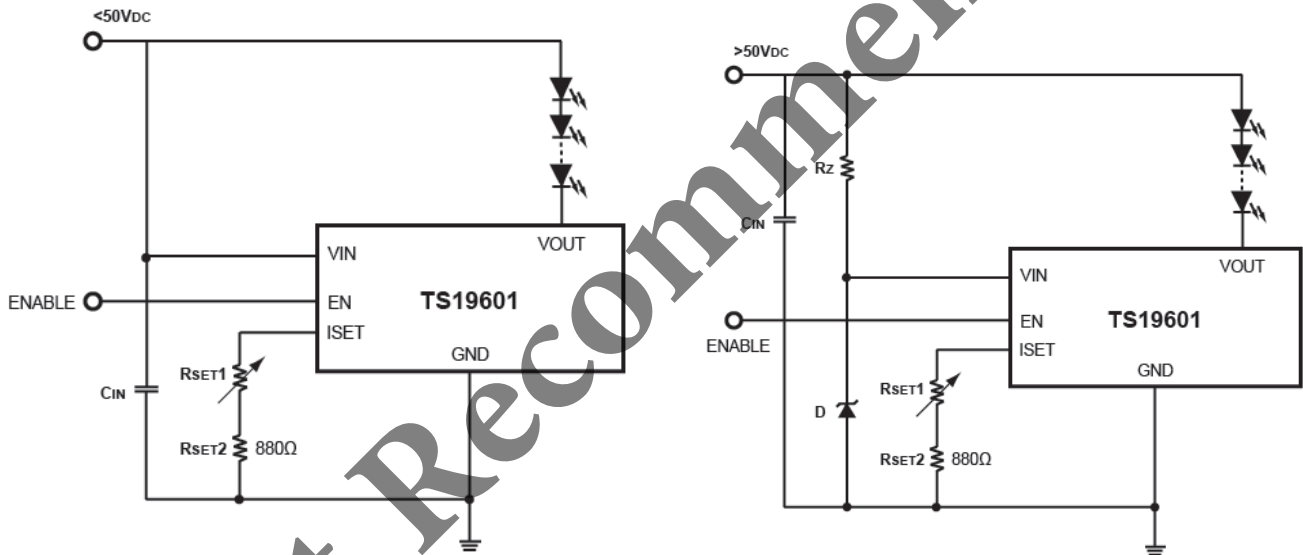 <50VDC
VIN
VOUT
ENABLE
EN
TS19601
ISET
GND
RSET1
CIN
RSET2
880Ω
>50VDC
RZ
CIN
VIN
VOUT
EN
TS19601
ENABLE
ISET
GND
RSET1
D
RSET2
880Ω
t Recommen